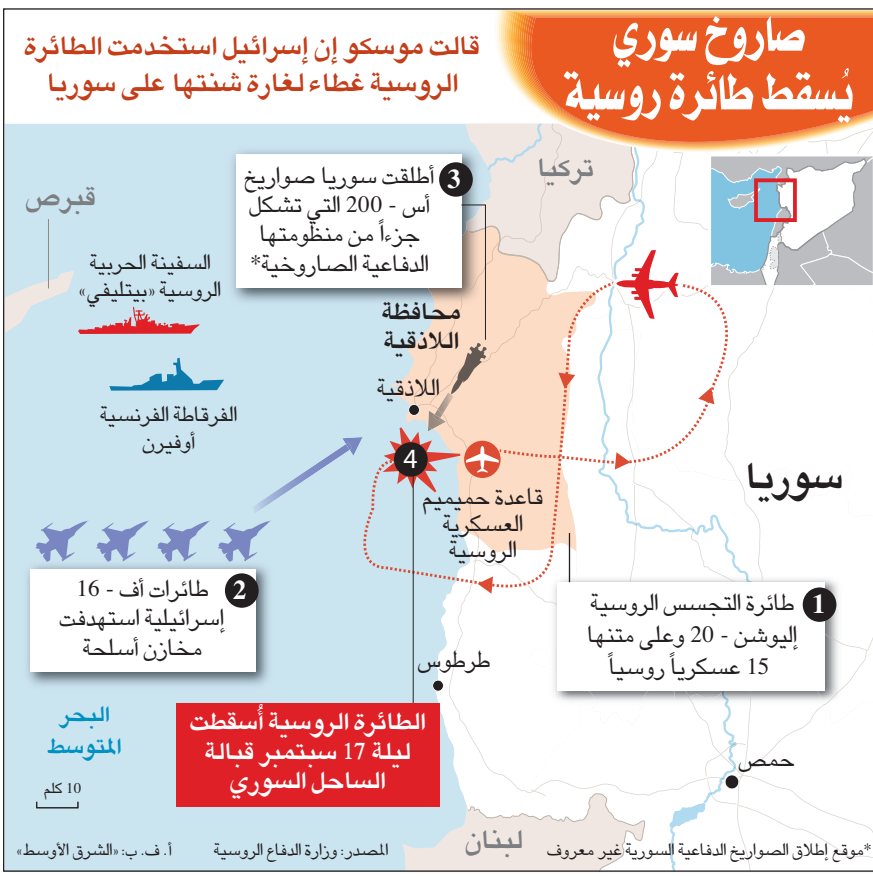 صاروخ سوري
يُسقط طائرة روسية
قالت موسكو إن إسرائيل استخدمت الطائرة
الروسية غطاء لغارة شنتها على سوريا
تركيا
3
أطلقت سوريا صواريخ
أس - 200 التي تشكل
جزءاً من منظومتها
الدفاعية الصاروخية*
قبرص
السفينة الحربية
الروسية «بيتليفي»
محافظة
اللاذقية
اللاذقية
الفرقاطة الفرنسية
أوفيرن
4
سوريا
قاعدة حميميم
العسكرية
الروسية
1
طائرة التجسس الروسية
إليوشن - 20 وعلى متنها
15 عسكرياً روسياً
2
طائرات أف - 16
إسرائيلية استهدفت
مخازن أسلحة
طرطوس
الطائرة الروسية أُسقطت
ليلة 17 سبتمبر قبالة
الساحل السوري
البحر
المتوسط
10 كلم
حمص
لبنان
*موقع إطلاق الصواريخ الدفاعية السورية غير معروف
المصدر: وزارة الدفاع الروسية
أ. ف. ب: «الشرق الأوسط»